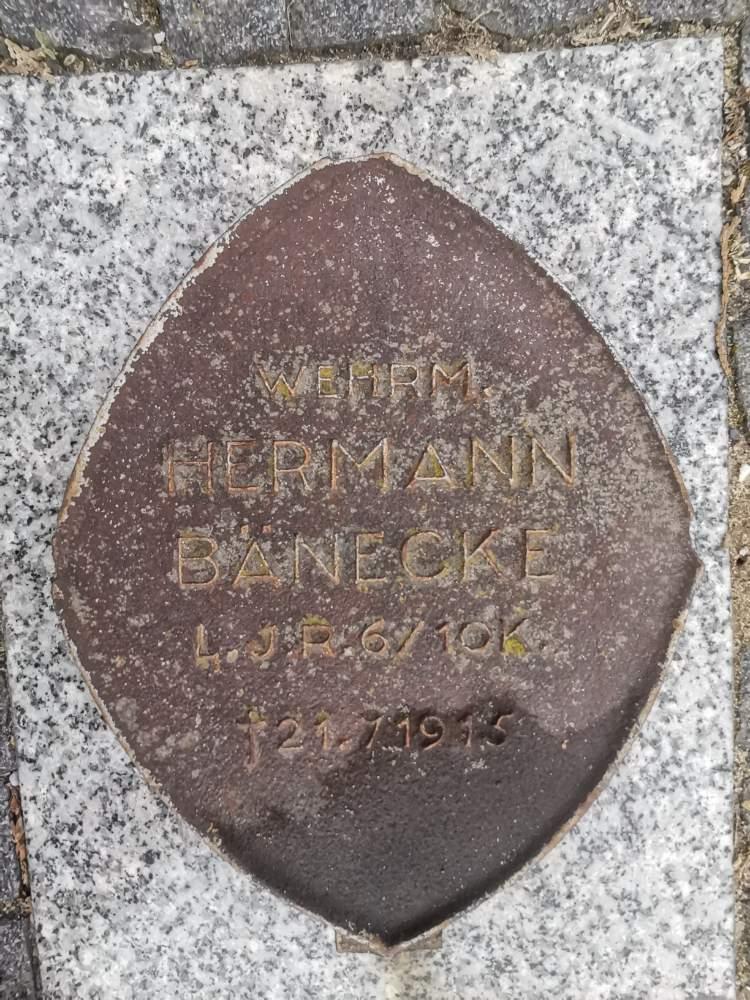 WEHRM.
HERMANN
BÄNECKE
L.J.R.6/10K.
†21.7.1915